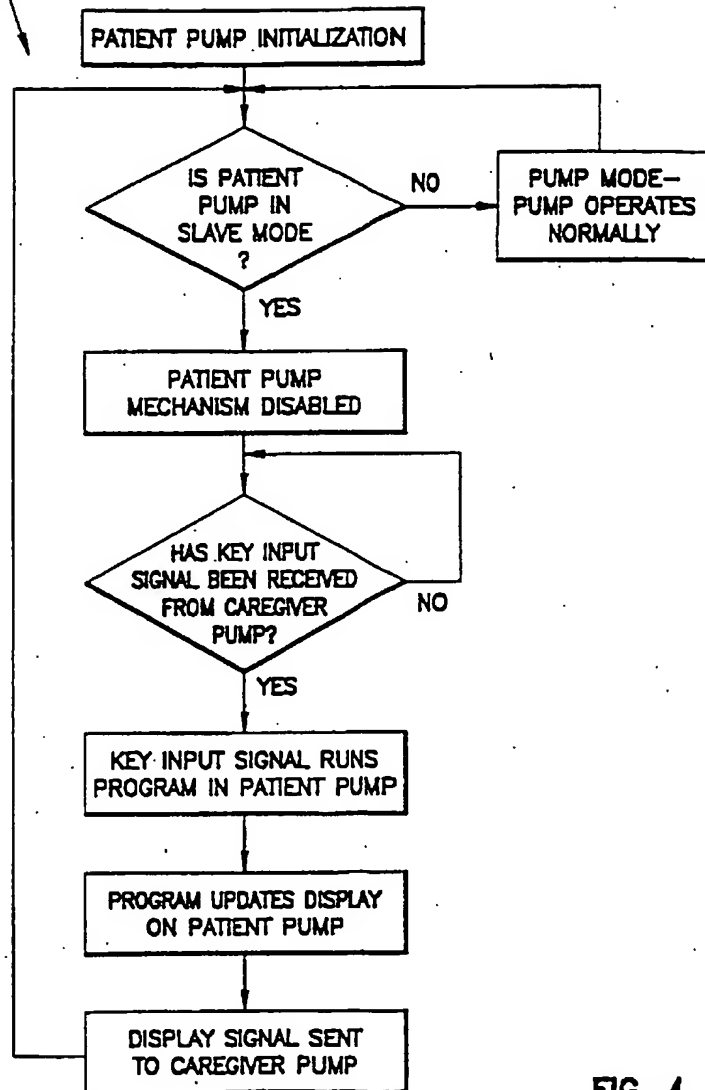 PATIENT PUMP INITIALIZATION
IS PATIENT
PUMP IN
SLAVE MODE
?
NO
PUMP MODE-
PUMP OPERATES
NORMALLY
YES
PATIENT PUMP
MECHANISM DISABLED
HAS KEY INPUT
SIGNAL BEEN RECEIVED
FROM CAREGIVER
PUMP?
NO
YES
KEY INPUT SIGNAL RUNS
PROGRAM IN PATIENT PUMP
PROGRAM UPDATES DISPLAY
ON PATIENT PUMP
DISPLAY SIGNAL SENT
TO CAREGIVER PUMP
FIG.